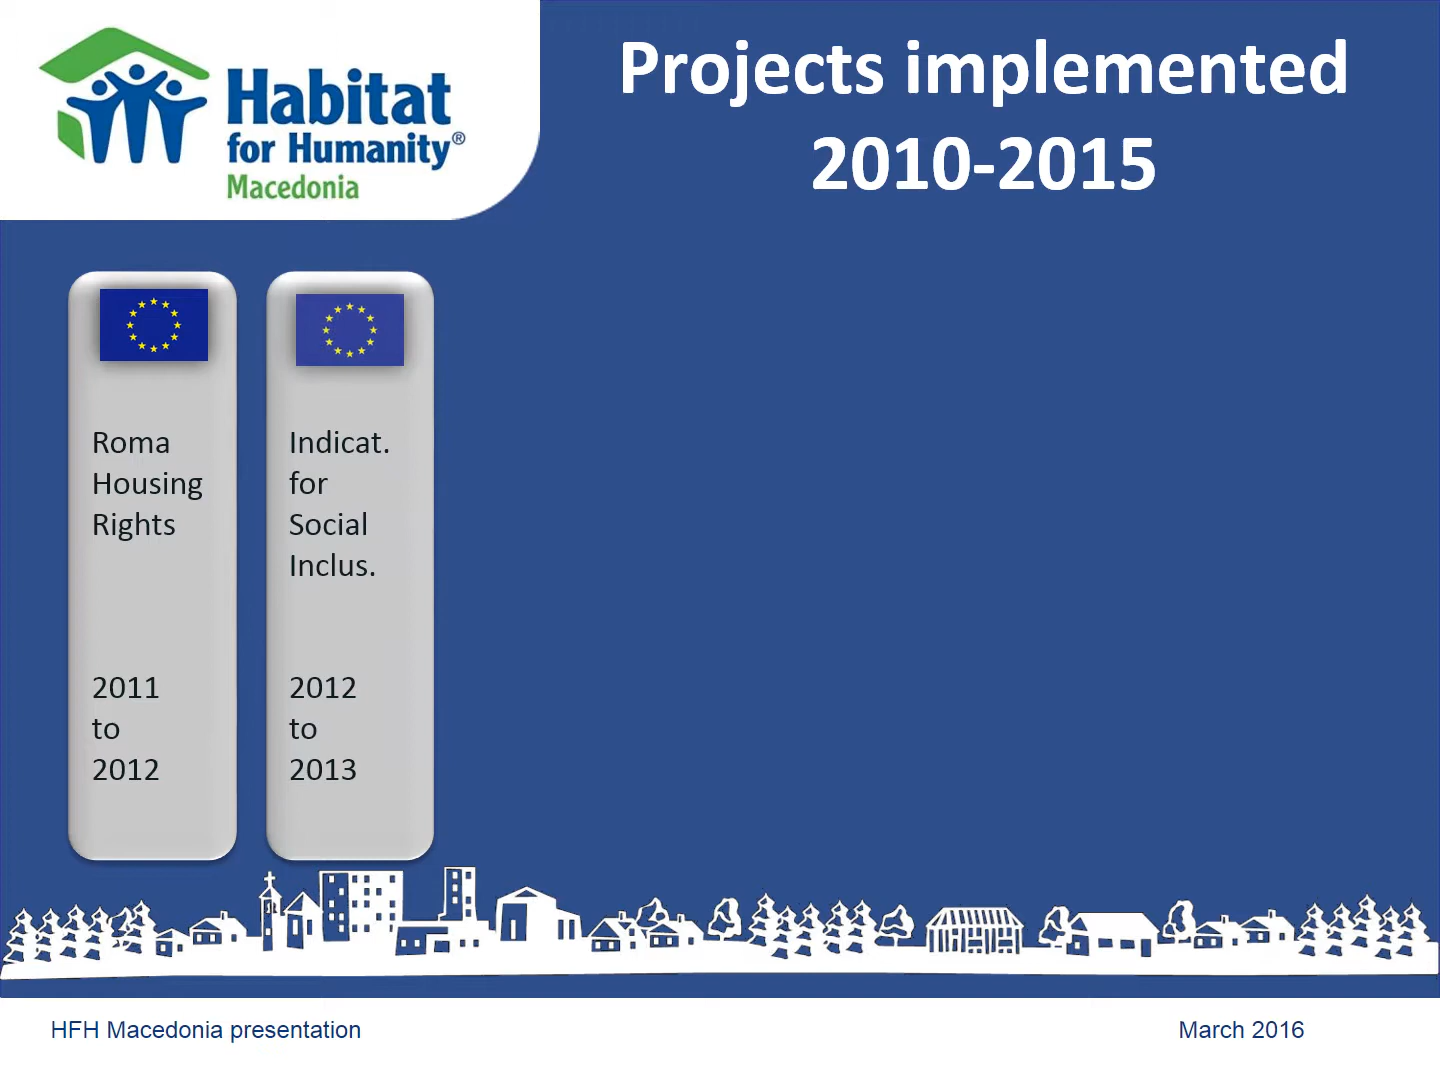 Habitat
for Humanity®
Macedonia
Projects implemented
2010-2015
Roma
Housing
Rights
2011
to
2012
Indicat.
for
Social
Inclus.
2012
to
2013
HFH Macedonia presentation
March 2016